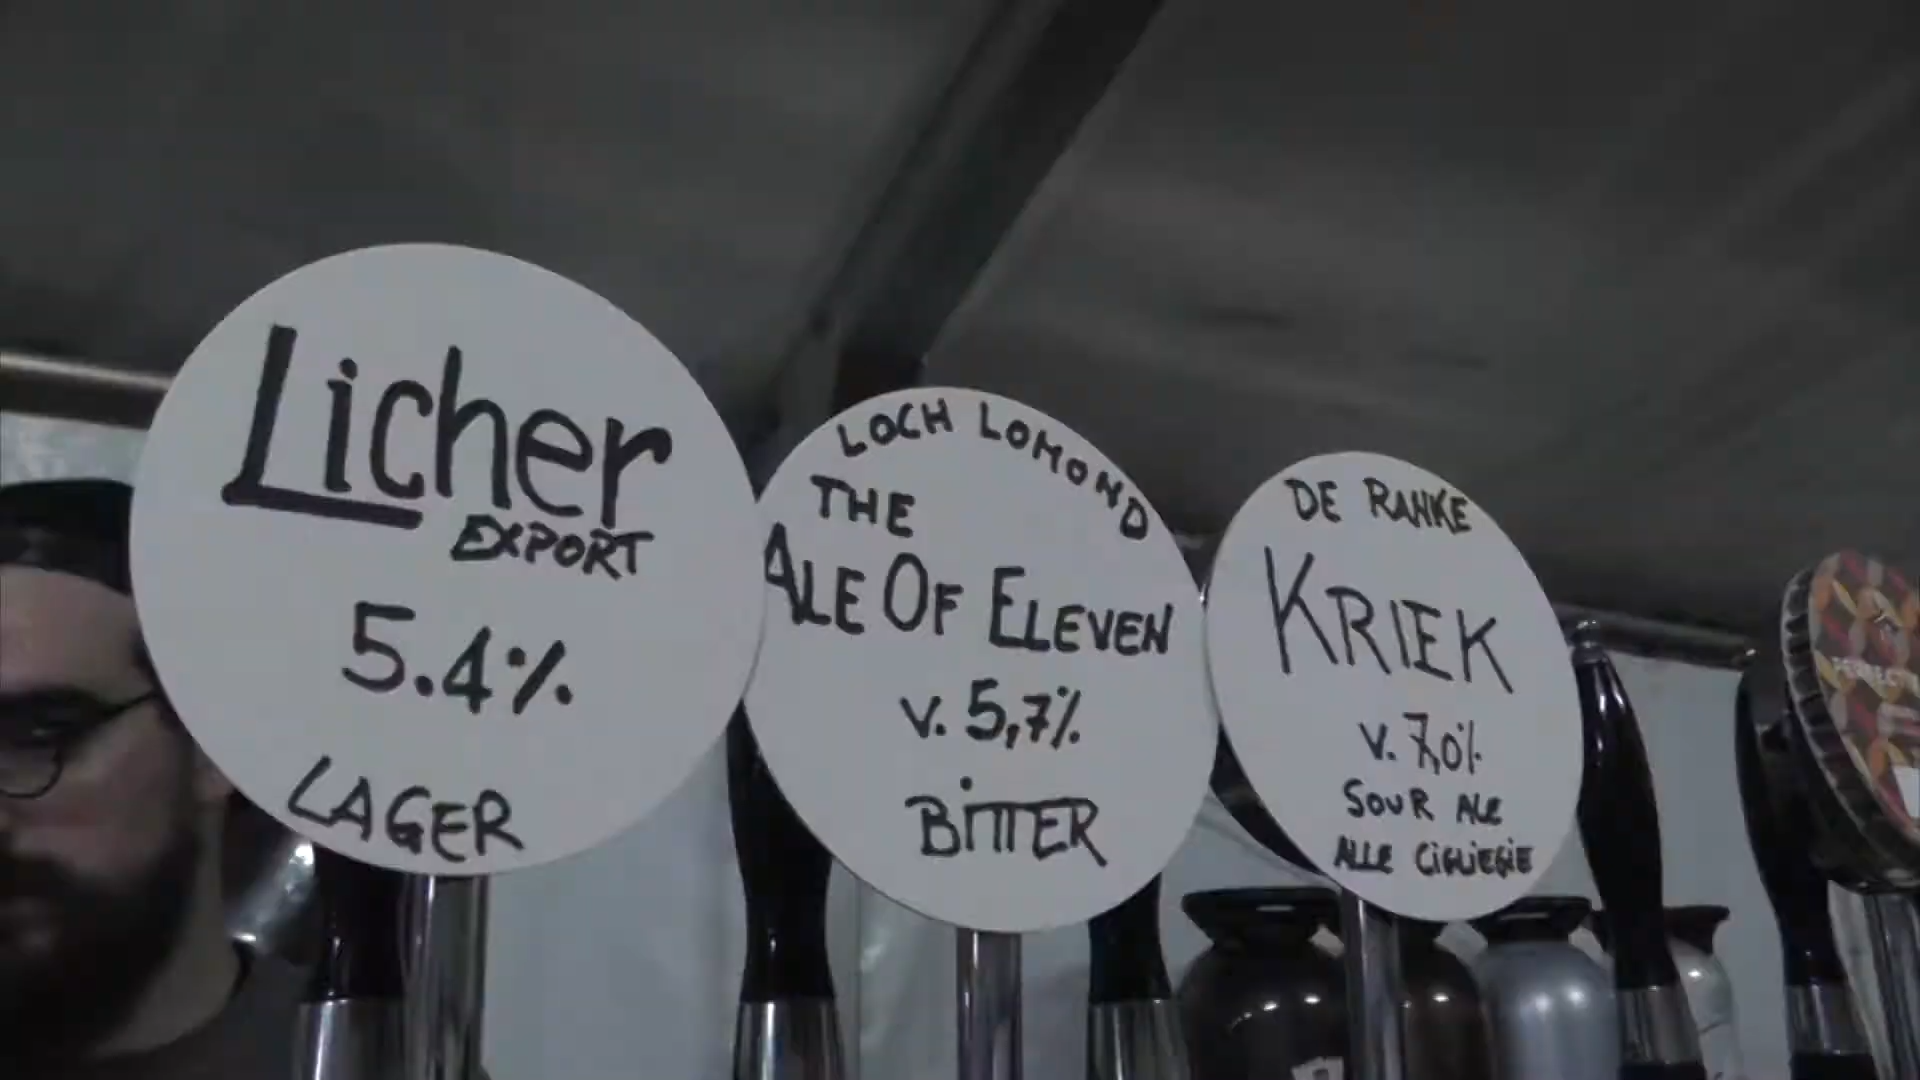 Licher
EXPORT
5.4%
LAGER
LOCH LOMOND
THE
ALE OF ELEVEN
V. 5,7%
BITTER
DE RANKE
KRIEK
V. 7,0%
SOUR ALE
ALLE CILIEGIE